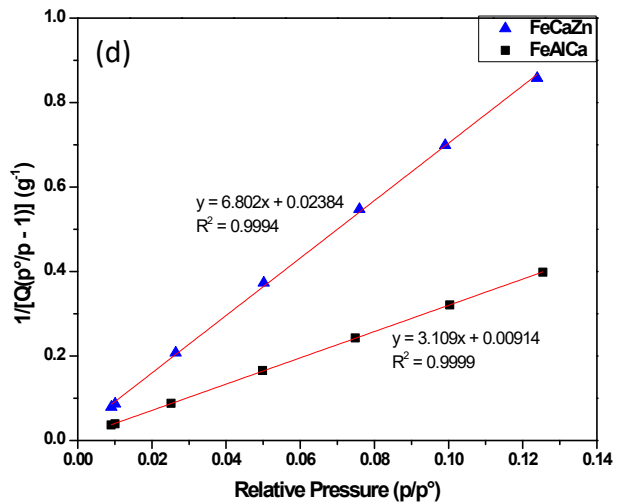 (d)
FeCaZn
FeAlCa
1.0
0.8
0.6
0.4
0.2
0.0
1/[Q(p°/p - 1)] (g⁻¹)
y = 6.802x + 0.02384
R² = 0.9994
y = 3.109x + 0.00914
R² = 0.9999
0.00 0.02 0.04 0.06 0.08 0.10 0.12 0.14
Relative Pressure (p/p°)